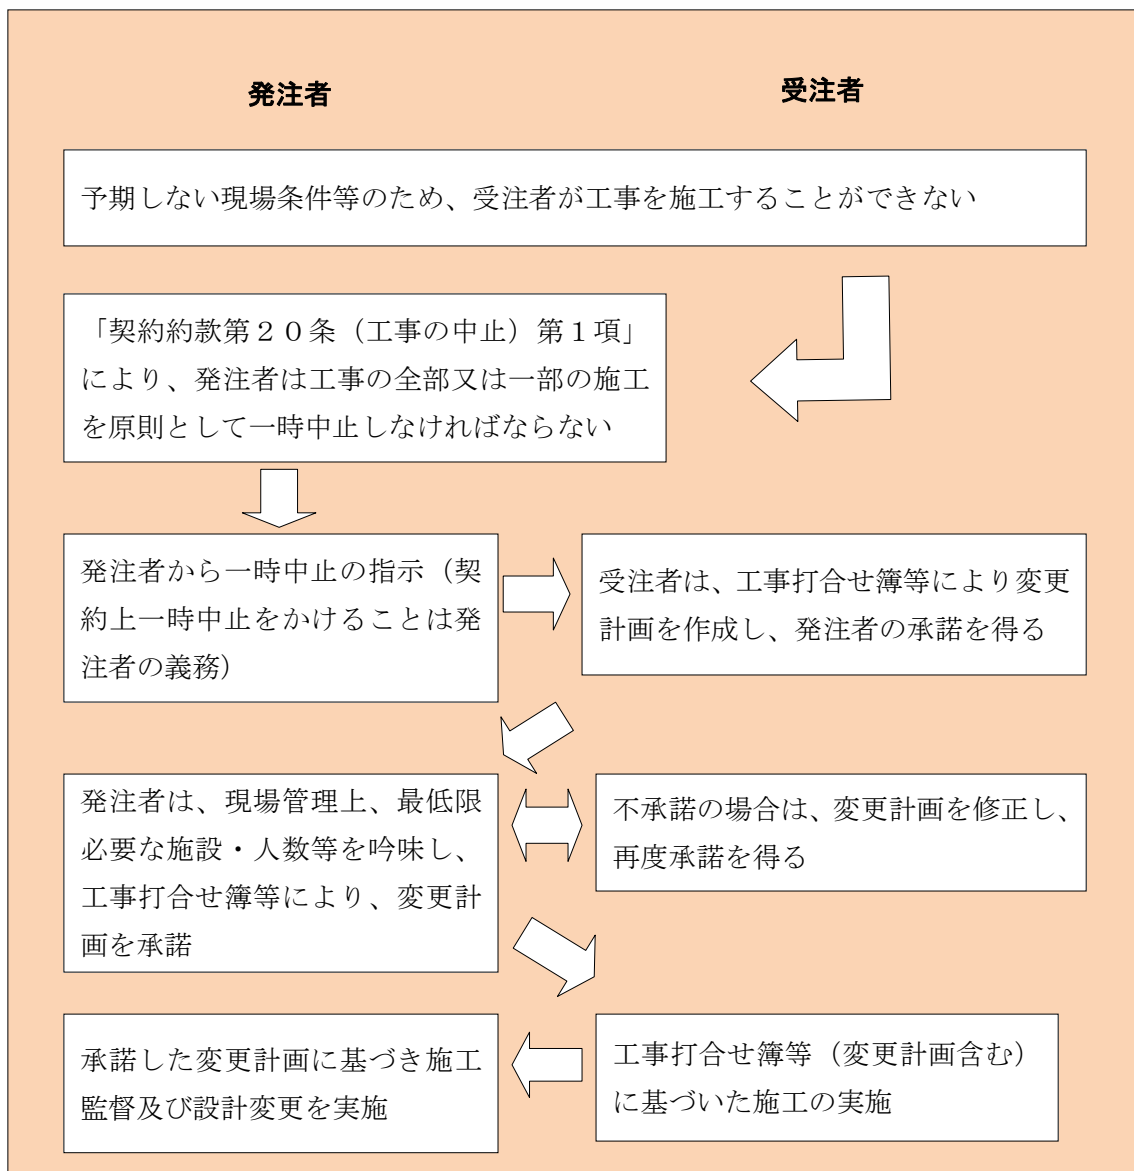 発注者
受注者
予期しない現場条件等のため、受注者が工事を施工することができない
「契約約款第２０条（工事の中止）第１項」
により、発注者は工事の全部又は一部の施工
を原則として一時中止しなければならない
発注者から一時中止の指示（契
約上一時中止をかけることは発
注者の義務）
受注者は、工事打合せ簿等により変更
計画を作成し、発注者の承諾を得る
発注者は、現場管理上、最低限
必要な施設・人数等を吟味し、
工事打合せ簿等により、変更計
画を承諾
不承諾の場合は、変更計画を修正し、
再度承諾を得る
承諾した変更計画に基づき施工
監督及び設計変更を実施
工事打合せ簿等（変更計画含む）
に基づいた施工の実施